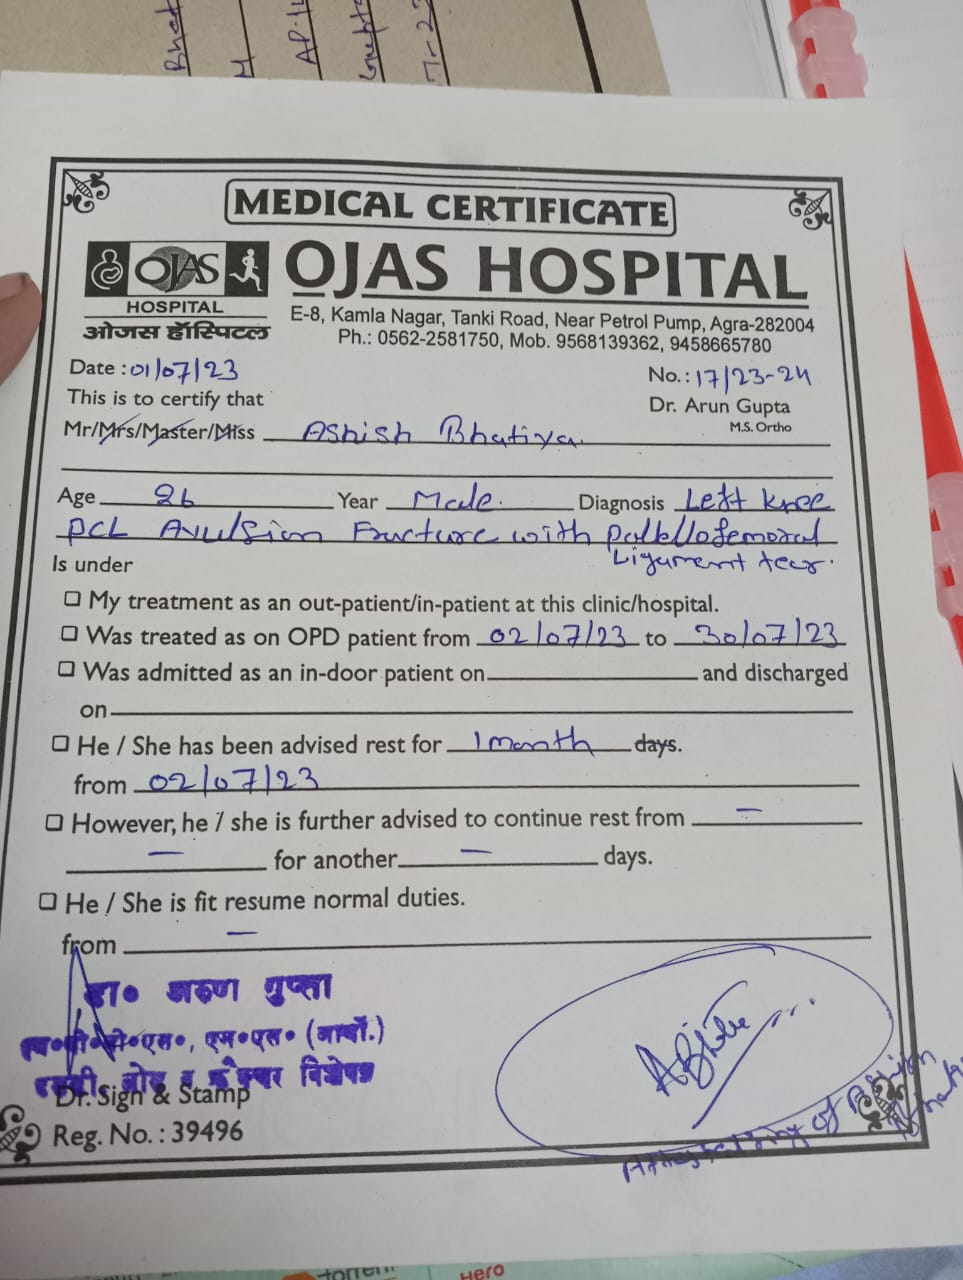 MEDICAL CERTIFICATE
OJAS
HOSPITAL
ओजस हॉस्पिटल
OJAS HOSPITAL
E-8, Kamla Nagar, Tanki Road, Near Petrol Pump, Agra-282004
Ph.: 0562-2581750, Mob. 9568139362, 9458665780
Date : 01/07/23
No.: 17/23-24
This is to certify that
Dr. Arun Gupta
M.S. Ortho
Mr/Mrs/Master/Miss Ashish Bhatiya
Age 26 Year Male. Diagnosis Left knee
PCL Avulsion Fracture with patellofemoral
Ligament tear.
Is under
My treatment as an out-patient/in-patient at this clinic/hospital.
Was treated as on OPD patient from 02/07/23 to 30/07/23
Was admitted as an in-door patient on and discharged
on
He / She has been advised rest for 1 month days.
from 02/07/23
However, he / she is further advised to continue rest from —
— for another — days.
He / She is fit resume normal duties.
from —
डा० अरुण गुप्ता
एम०बी०बी०एस०, एम०एस० (आर्थो.)
हड्डी, जोड़ व फ्रैक्चर विशेषज्ञ
Dr. Sign & Stamp
Reg. No. : 39496
torrent
Hero